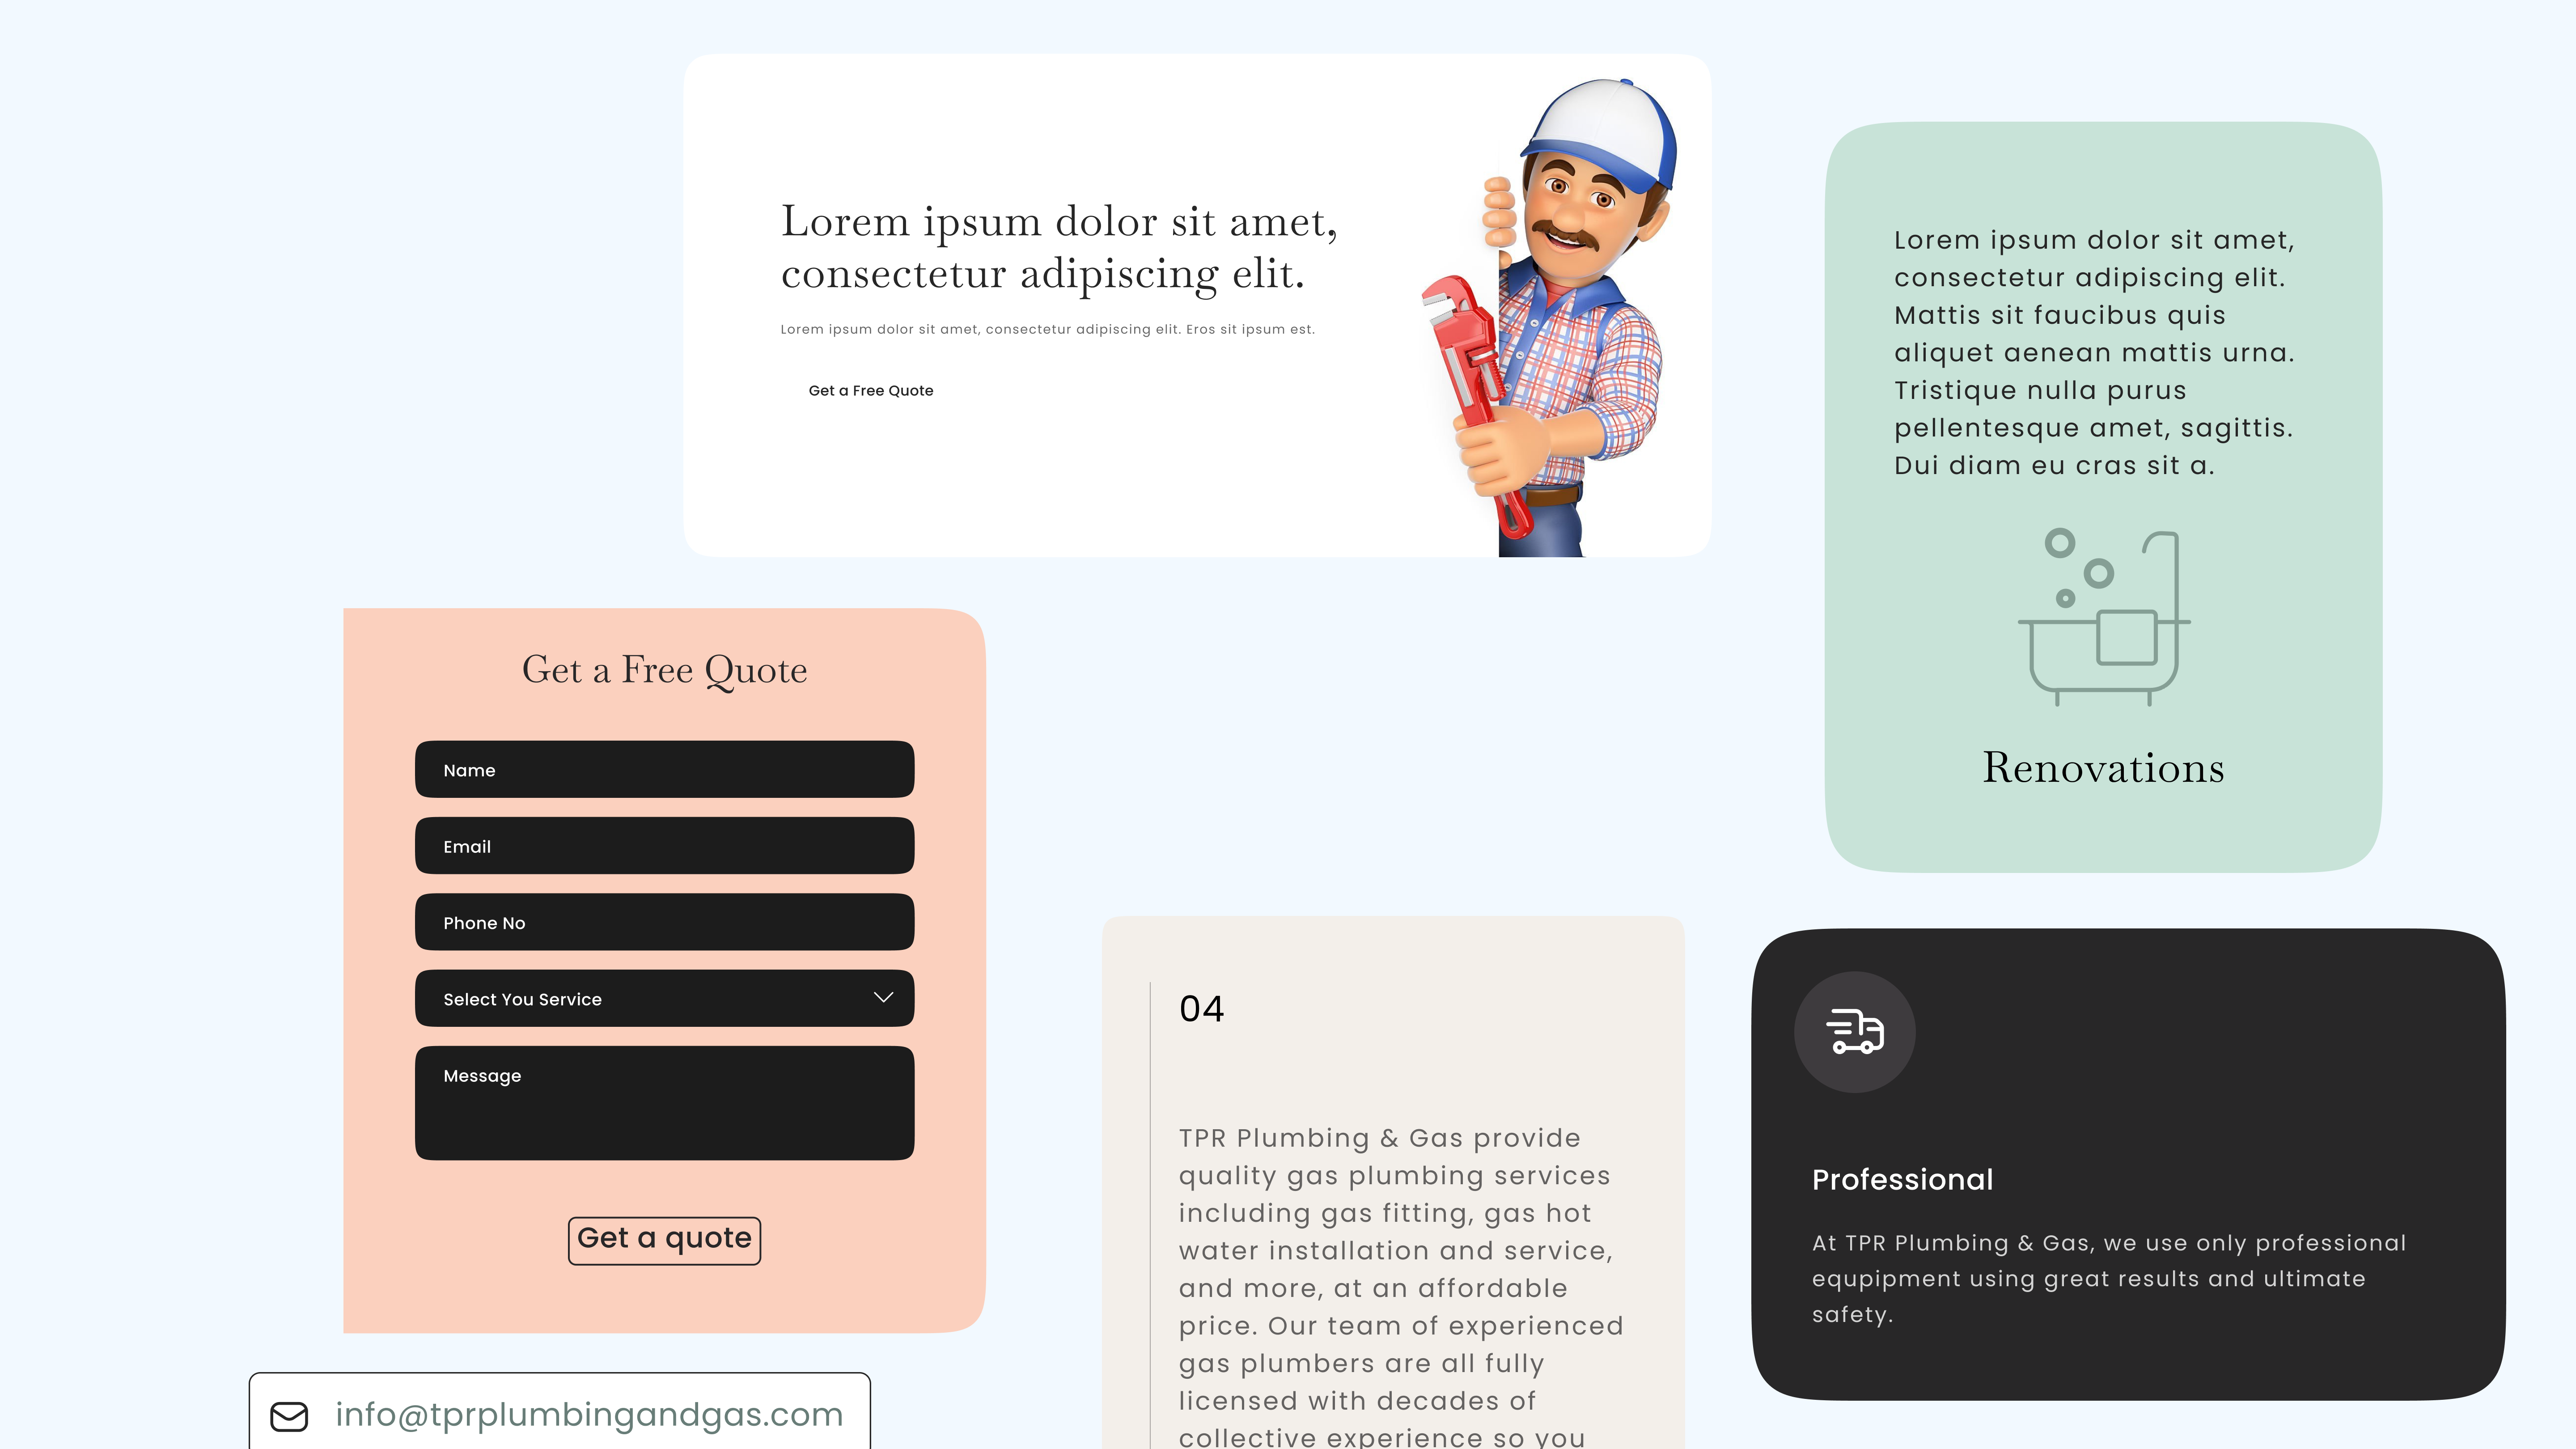 Lorem ipsum dolor sit amet,
consectetur adipiscing elit.
Lorem ipsum dolor sit amet, consectetur adipiscing elit. Eros sit ipsum est.
Get a Free Quote
Lorem ipsum dolor sit amet,
consectetur adipiscing elit.
Mattis sit faucibus quis
aliquet aenean mattis urna.
Tristique nulla purus
pellentesque amet, sagittis.
Dui diam eu cras sit a.
Renovations
Get a Free Quote
Name
Email
Phone No
Select You Service
Message
Get a quote
info@tprplumbingandgas.com
04
TPR Plumbing & Gas provide
quality gas plumbing services
including gas fitting, gas hot
water installation and service,
and more, at an affordable
price. Our team of experienced
gas plumbers are all fully
licensed with decades of
collective experience so you
Professional
At TPR Plumbing & Gas, we use only professional
equpipment using great results and ultimate
safety.